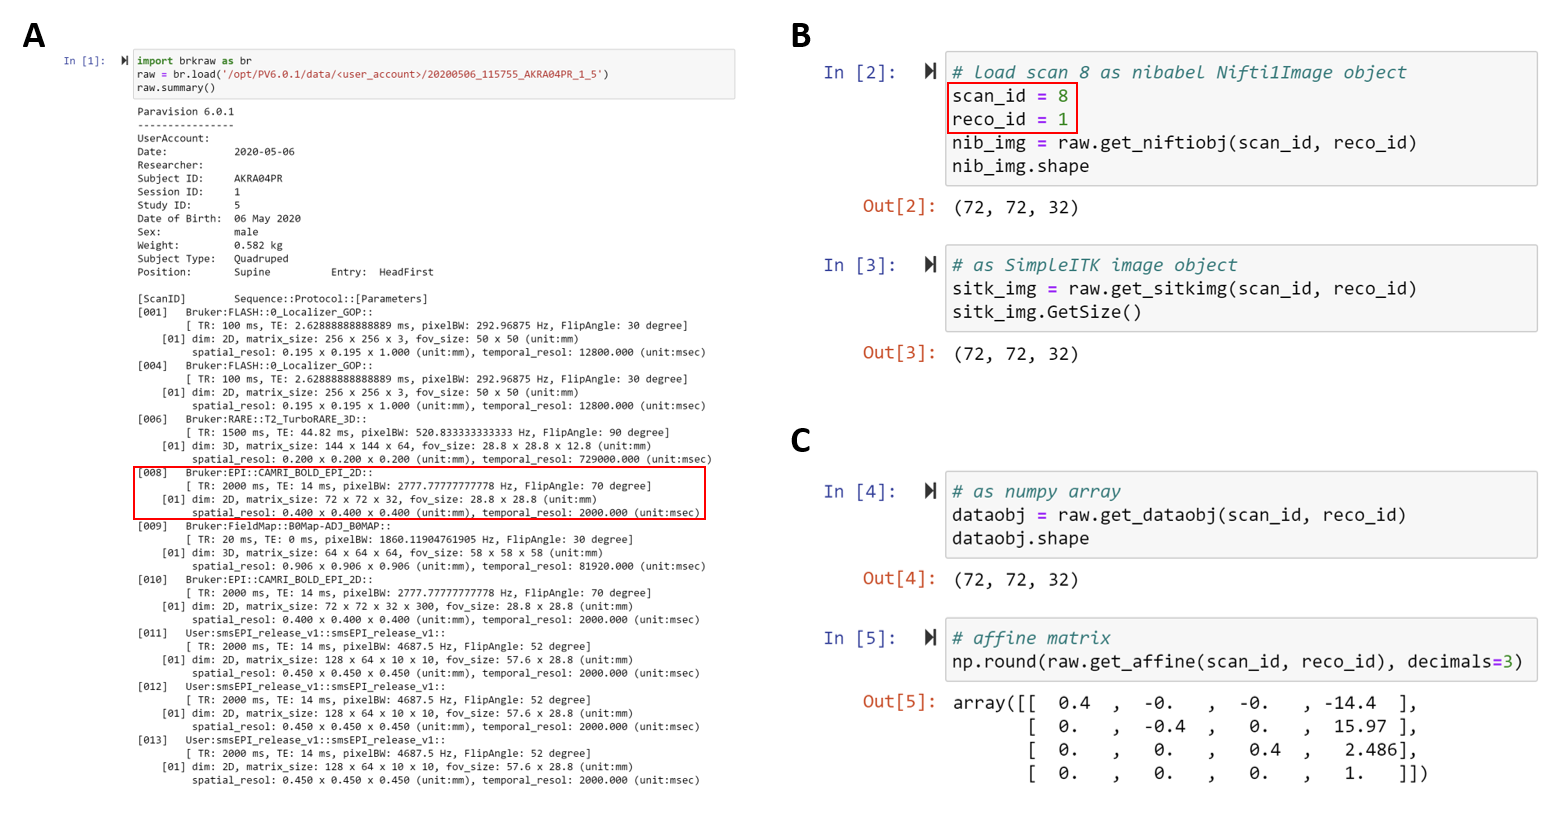 A
In [1]:
import brkraw as br
raw = br.load('/opt/PV6.0.1/data/<user_account>/20200506_115755_AKRA04PR_1_5')
raw.summary()
Paravision 6.0.1
----------------
UserAccount:
Date: 2020-05-06
Researcher:
Subject ID: AKRA04PR
Session ID: 1
Study ID: 5
Date of Birth: 06 May 2020
Sex: male
Weight: 0.582 kg
Subject Type: Quadruped
Position: Supine Entry: HeadFirst
[ScanID] Sequence::Protocol::[Parameters]
[001] Bruker:FLASH::0_Localizer_GOP::
[ TR: 100 ms, TE: 2.62888888888889 ms, pixelBW: 292.96875 Hz, FlipAngle: 30 degree]
[01] dim: 2D, matrix_size: 256 x 256 x 3, fov_size: 50 x 50 (unit:mm)
spatial_resol: 0.195 x 0.195 x 1.000 (unit:mm), temporal_resol: 12800.000 (unit:msec)
[004] Bruker:FLASH::0_Localizer_GOP::
[ TR: 100 ms, TE: 2.62888888888889 ms, pixelBW: 292.96875 Hz, FlipAngle: 30 degree]
[01] dim: 2D, matrix_size: 256 x 256 x 3, fov_size: 50 x 50 (unit:mm)
spatial_resol: 0.195 x 0.195 x 1.000 (unit:mm), temporal_resol: 12800.000 (unit:msec)
[006] Bruker:RARE::T2_TurboRARE_3D::
[ TR: 1500 ms, TE: 44.82 ms, pixelBW: 520.833333333333 Hz, FlipAngle: 90 degree]
[01] dim: 3D, matrix_size: 144 x 144 x 64, fov_size: 28.8 x 28.8 x 12.8 (unit:mm)
spatial_resol: 0.200 x 0.200 x 0.200 (unit:mm), temporal_resol: 729000.000 (unit:msec)
[008] Bruker:EPI::CAMRI_BOLD_EPI_2D::
[ TR: 2000 ms, TE: 14 ms, pixelBW: 2777.77777777778 Hz, FlipAngle: 70 degree]
[01] dim: 2D, matrix_size: 72 x 72 x 32, fov_size: 28.8 x 28.8 (unit:mm)
spatial_resol: 0.400 x 0.400 x 0.400 (unit:mm), temporal_resol: 2000.000 (unit:msec)
[009] Bruker:FieldMap::B0Map-ADJ_B0MAP::
[ TR: 20 ms, TE: 0 ms, pixelBW: 1860.11904761905 Hz, FlipAngle: 30 degree]
[01] dim: 3D, matrix_size: 64 x 64 x 64, fov_size: 58 x 58 x 58 (unit:mm)
spatial_resol: 0.906 x 0.906 x 0.906 (unit:mm), temporal_resol: 81920.000 (unit:msec)
[010] Bruker:EPI::CAMRI_BOLD_EPI_2D::
[ TR: 2000 ms, TE: 14 ms, pixelBW: 2777.77777777778 Hz, FlipAngle: 70 degree]
[01] dim: 2D, matrix_size: 72 x 72 x 32 x 300, fov_size: 28.8 x 28.8 (unit:mm)
spatial_resol: 0.400 x 0.400 x 0.400 (unit:mm), temporal_resol: 2000.000 (unit:msec)
[011] User:smsEPI_release_v1::smsEPI_release_v1::
[ TR: 2000 ms, TE: 14 ms, pixelBW: 4687.5 Hz, FlipAngle: 52 degree]
[01] dim: 2D, matrix_size: 128 x 64 x 10 x 10, fov_size: 57.6 x 28.8 (unit:mm)
spatial_resol: 0.450 x 0.450 x 0.450 (unit:mm), temporal_resol: 2000.000 (unit:msec)
[012] User:smsEPI_release_v1::smsEPI_release_v1::
[ TR: 2000 ms, TE: 14 ms, pixelBW: 4687.5 Hz, FlipAngle: 52 degree]
[01] dim: 2D, matrix_size: 128 x 64 x 10 x 10, fov_size: 57.6 x 28.8 (unit:mm)
spatial_resol: 0.450 x 0.450 x 0.450 (unit:mm), temporal_resol: 2000.000 (unit:msec)
[013] User:smsEPI_release_v1::smsEPI_release_v1::
[ TR: 2000 ms, TE: 14 ms, pixelBW: 4687.5 Hz, FlipAngle: 52 degree]
[01] dim: 2D, matrix_size: 128 x 64 x 10 x 10, fov_size: 57.6 x 28.8 (unit:mm)
spatial_resol: 0.450 x 0.450 x 0.450 (unit:mm), temporal_resol: 2000.000 (unit:msec)
B
In [2]:
# load scan 8 as nibabel Nifti1Image object
scan_id = 8
reco_id = 1
nib_img = raw.get_niftiobj(scan_id, reco_id)
nib_img.shape
Out[2]: (72, 72, 32)
In [3]:
# as SimpleITK image object
sitk_img = raw.get_sitkimg(scan_id, reco_id)
sitk_img.GetSize()
Out[3]: (72, 72, 32)
C
In [4]:
# as numpy array
dataobj = raw.get_dataobj(scan_id, reco_id)
dataobj.shape
Out[4]: (72, 72, 32)
In [5]:
# affine matrix
np.round(raw.get_affine(scan_id, reco_id), decimals=3)
Out[5]: array([[ 0.4 , -0. , -0. , -14.4 ],
[ 0. , -0.4 , 0. , 15.97 ],
[ 0. , 0. , 0.4 , 2.486],
[ 0. , 0. , 0. , 1. ]])